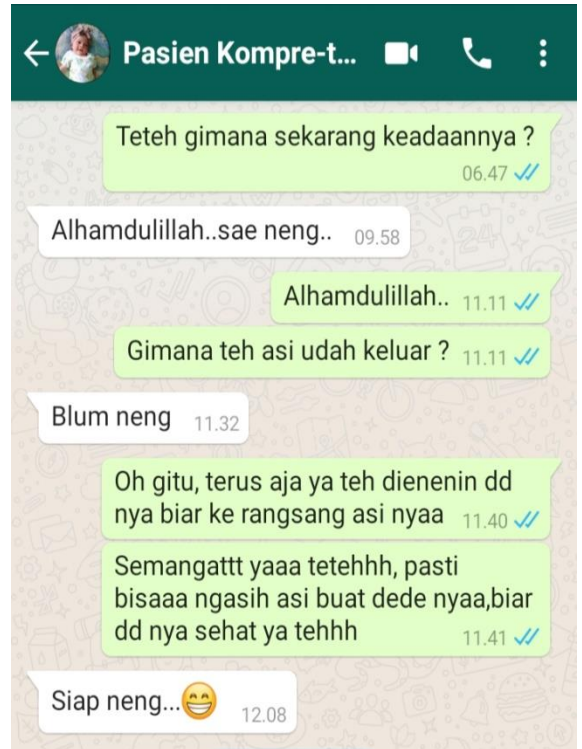 Pasien Kompre-t...
Teteh gimana sekarang keadaannya ?
06.47
Alhamdulillah..sae neng.. 09.58
Alhamdulillah.. 11.11
Gimana teh asi udah keluar ? 11.11
Blum neng 11.32
Oh gitu, terus aja ya teh dienenin dd
nya biar ke rangsang asi nyaa 11.40
Semangattt yaaa tetehhh, pasti
bisaaa ngasih asi buat dede nyaa,biar
dd nya sehat ya tehhh 11.41
Siap neng...😁 12.08